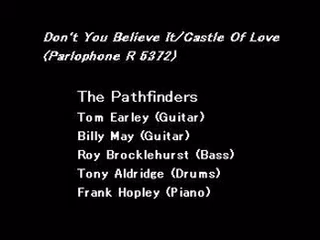 Don't You Believe It/Castle Of Love
(Parlophone R 5372)
The Pathfinders
Tom Earley (Guitar)
Billy May (Guitar)
Roy Brocklehurst (Bass)
Tony Aldridge (Drums)
Frank Hopley (Piano)